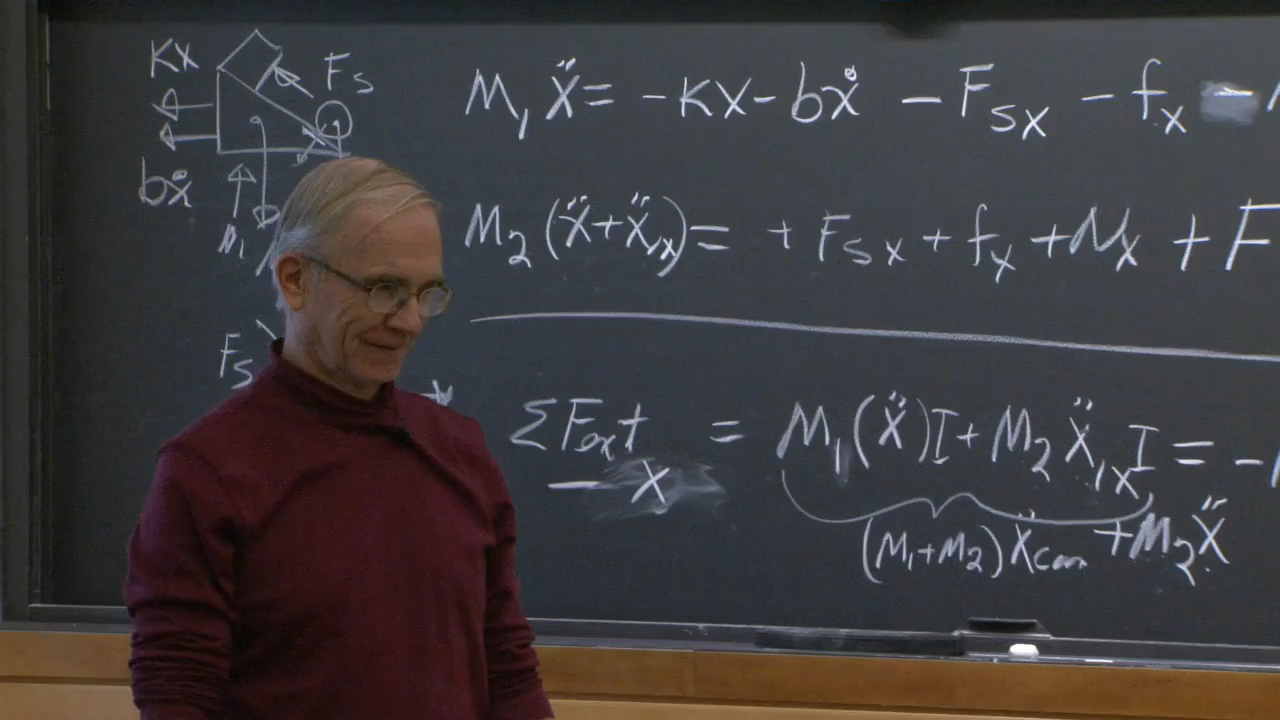 Kx
Fs
bẋ
M₁
Fs
M₁ẍ = -Kx - bẋ - Fsx - fx -
M₂(ẍ+ẍ₁x) = + Fsx + fx + Nx + F
ΣFext x = M₁(ẍ)I + M₂ẍ₁xI = -
(M₁+M₂)ẍcom + M₂ẍ